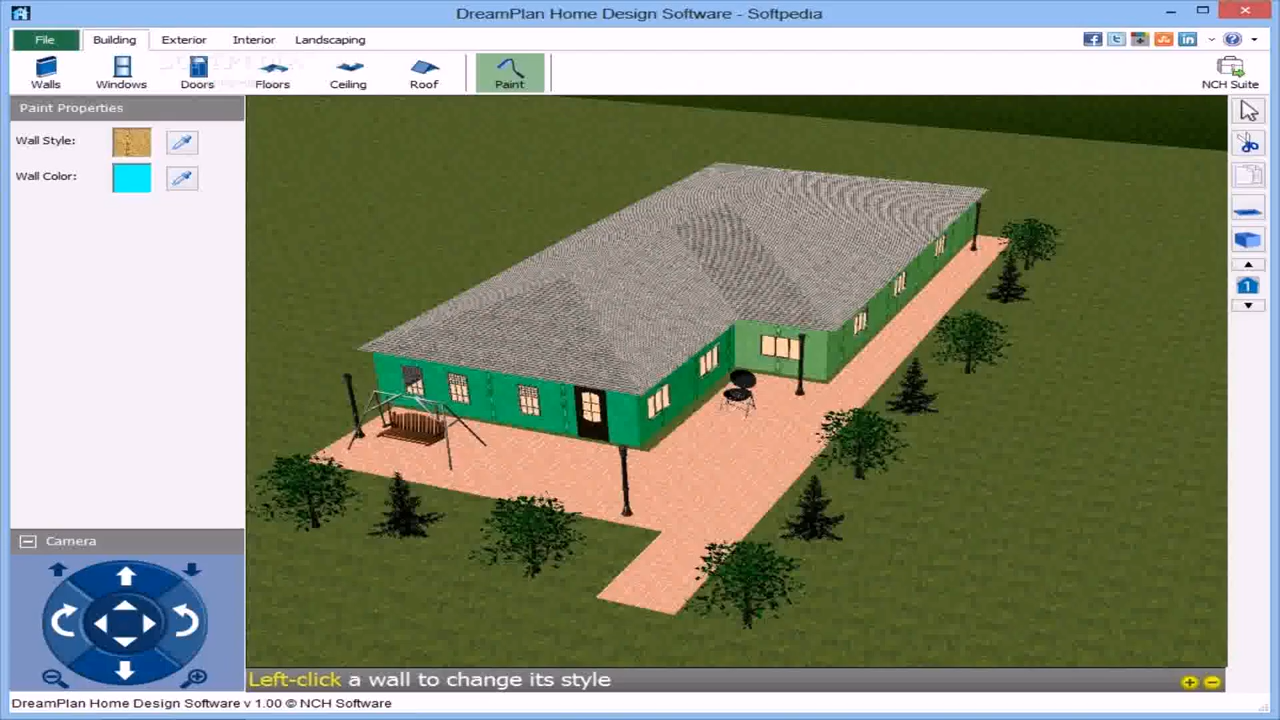 DreamPlan Home Design Software - Softpedia
File Building Exterior Interior Landscaping
Walls Windows Doors Floors Ceiling Roof Paint NCH Suite
Paint Properties
Wall Style:
Wall Color:
1
Camera
Left-click a wall to change its style
DreamPlan Home Design Software v 1.00 © NCH Software